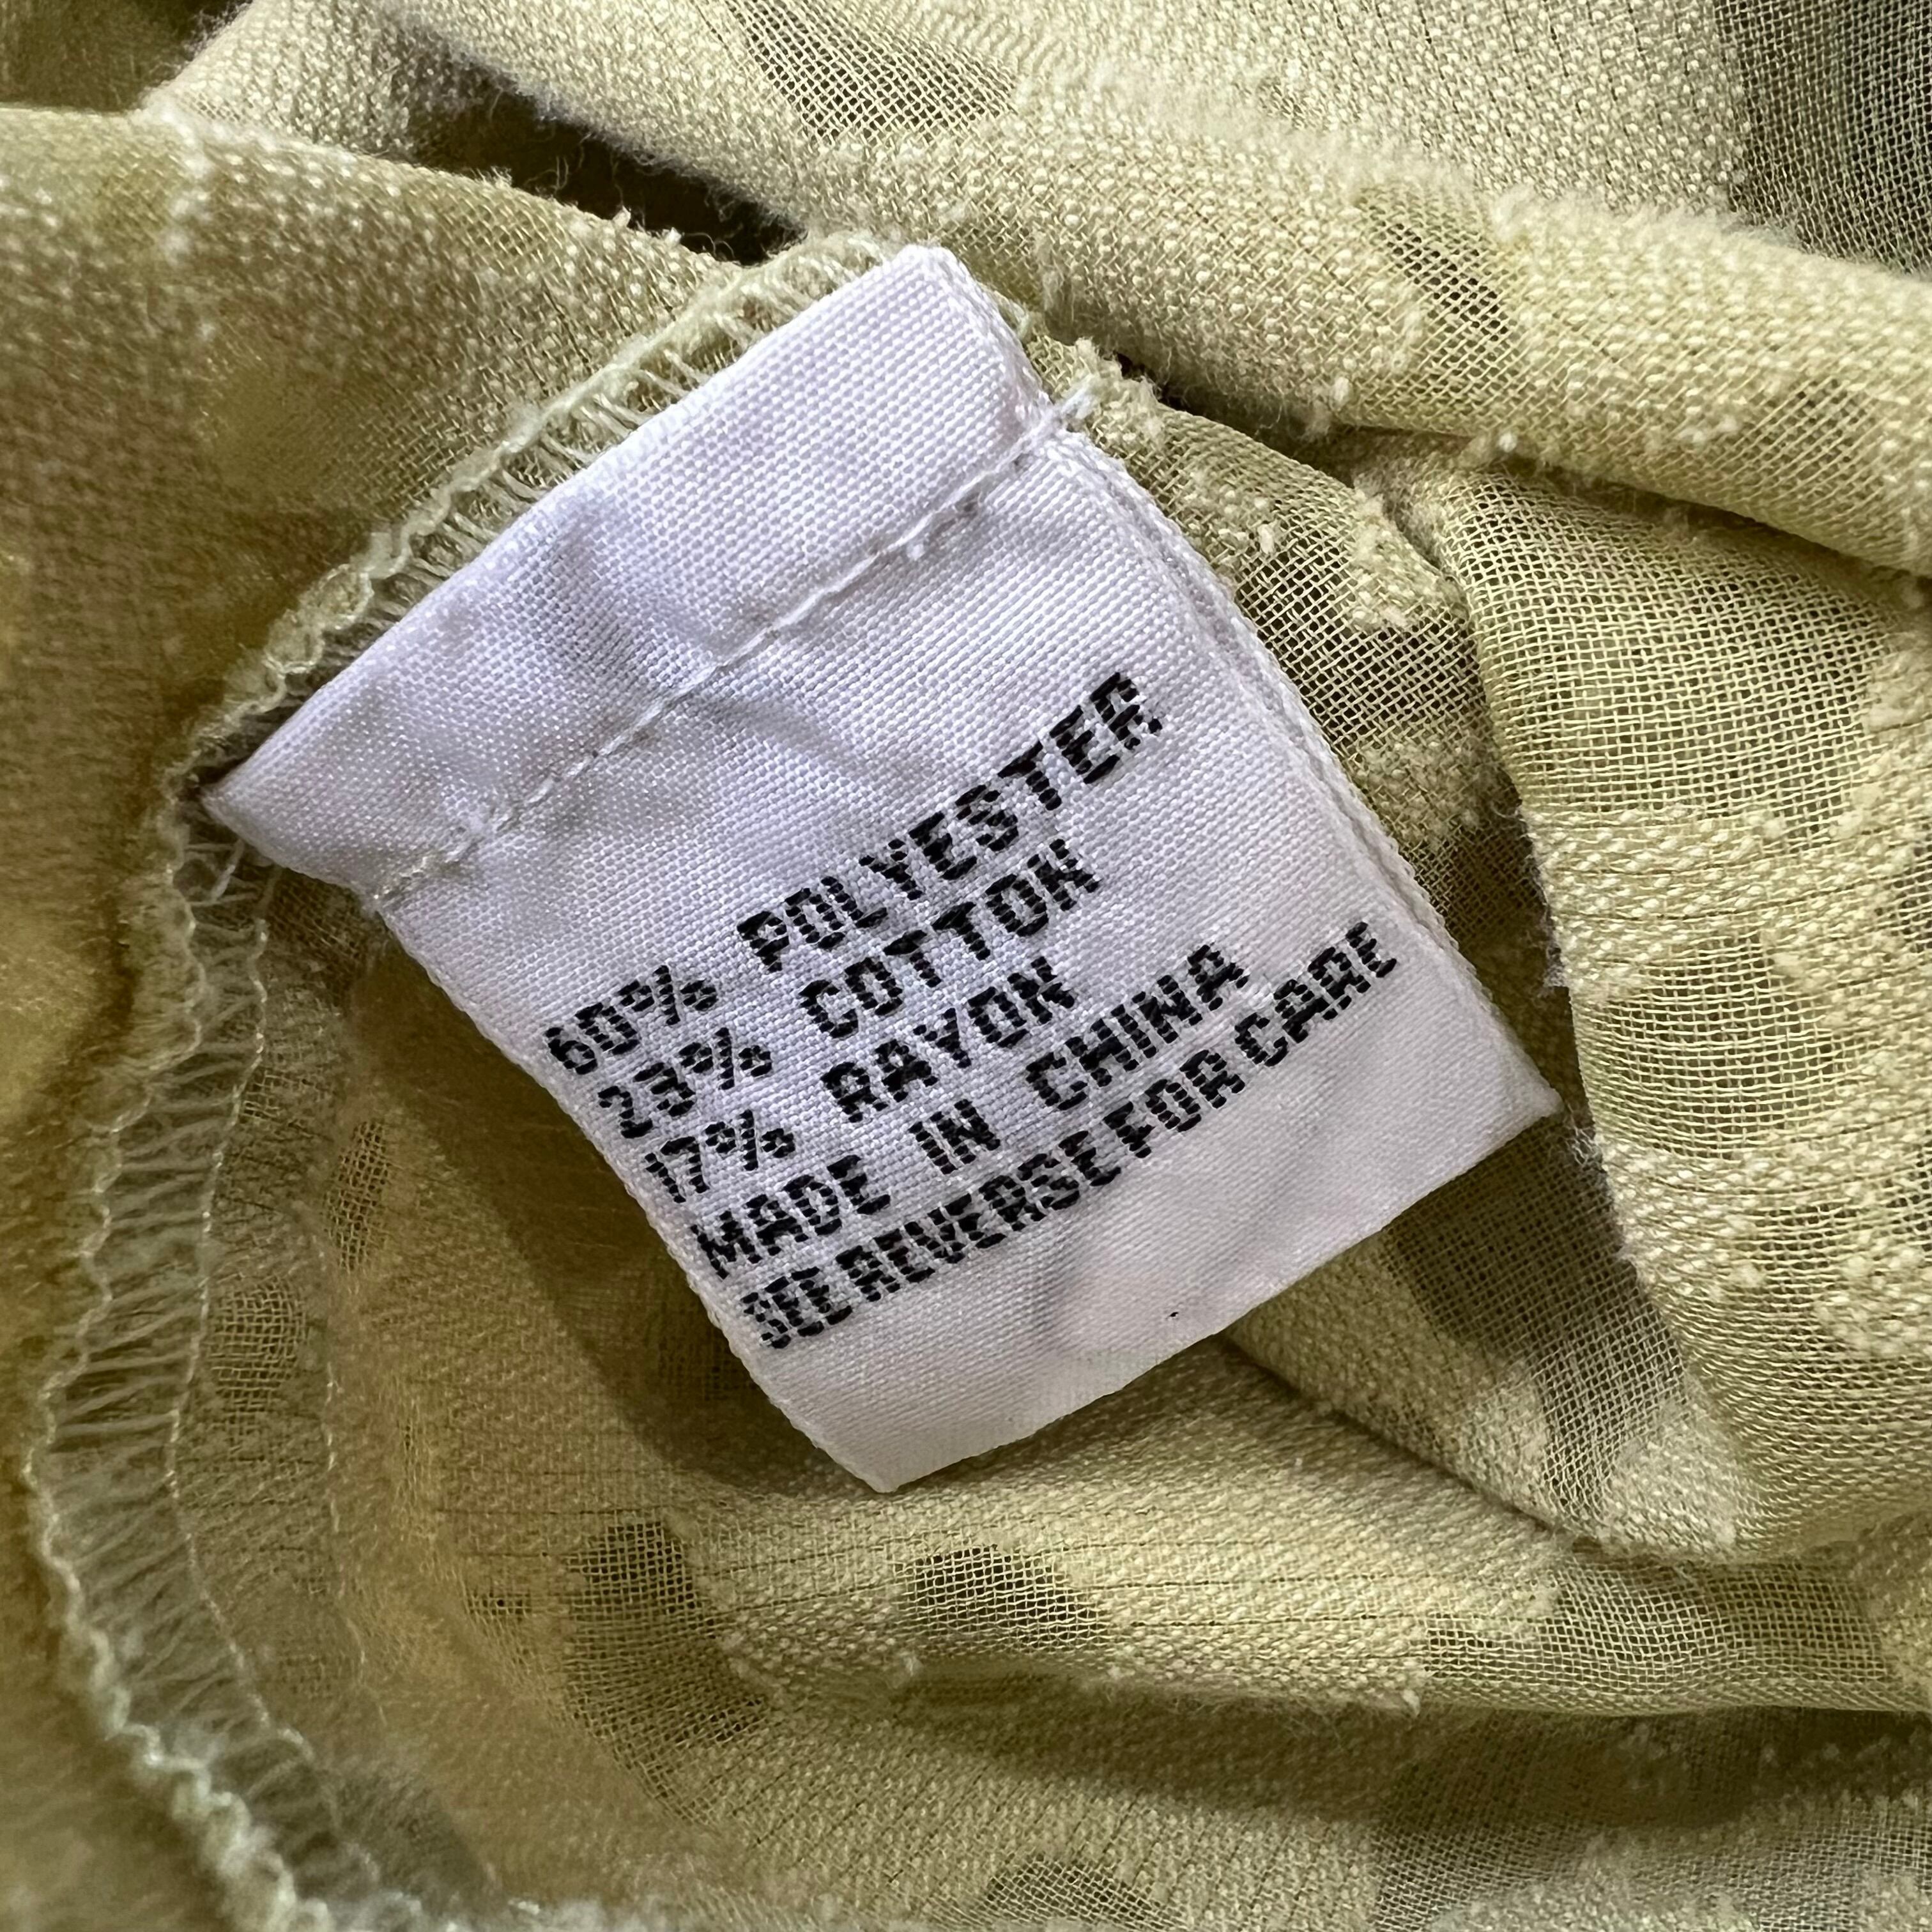 60% POLYESTER
23% COTTON
17% RAYON
MADE IN CHINA
SEE REVERSE FOR CARE